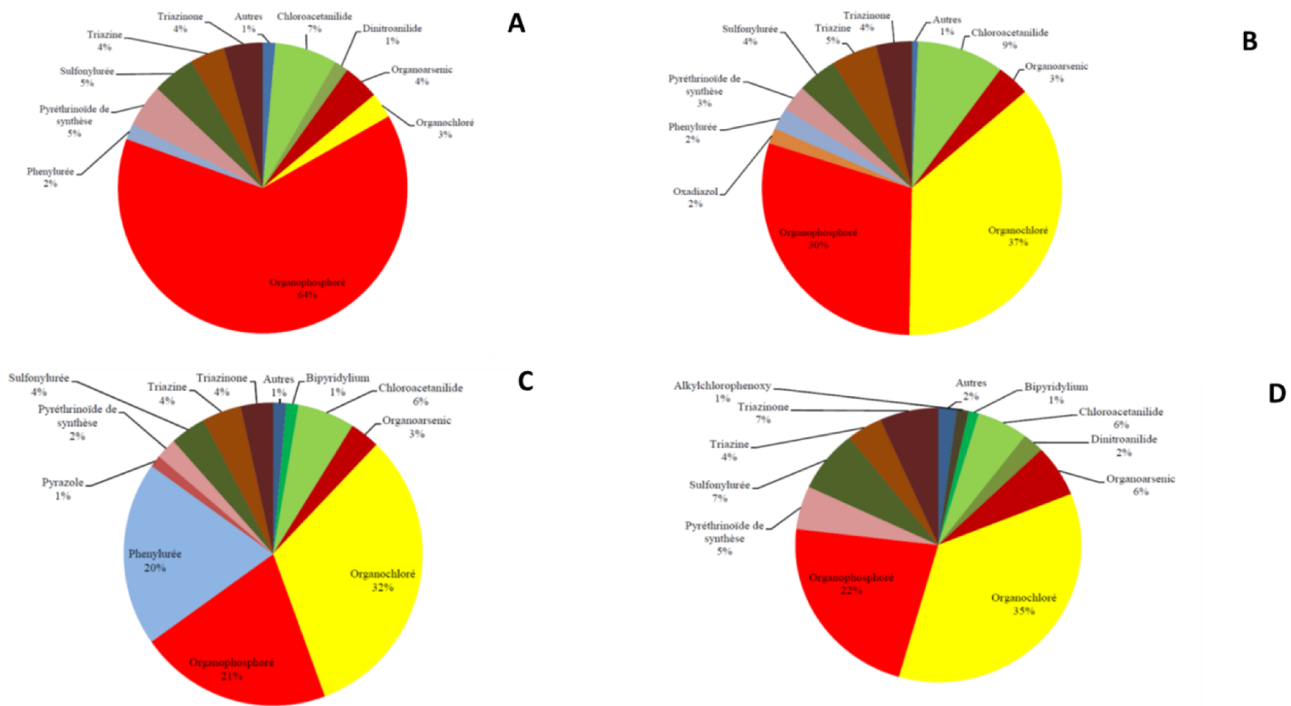 A
Triazinone
4%
Autres
1%
Chloroacetanilide
7%
Dinitroanilide
1%
Organoarsenic
4%
Organochloré
3%
Organophosphoré
64%
Phenylurée
2%
Pyréthrinoïde de
synthèse
5%
Sulfonylurée
5%
Triazine
4%
B
Triazinone
4%
Autres
1%
Chloroacetanilide
9%
Organoarsenic
3%
Organochloré
37%
Organophosphoré
30%
Oxadiazol
2%
Phenylurée
2%
Pyréthrinoïde de
synthèse
3%
Sulfonylurée
4%
Triazine
5%
C
Triazinone
4%
Autres
1%
Bipyridylium
1%
Chloroacetanilide
6%
Organoarsenic
3%
Organochloré
32%
Organophosphoré
21%
Phenylurée
20%
Pyrazole
1%
Pyréthrinoïde de
synthèse
2%
Sulfonylurée
4%
Triazine
4%
D
Alkylchlorophenoxy
1%
Autres
2%
Bipyridylium
1%
Chloroacetanilide
6%
Dinitroanilide
2%
Organoarsenic
6%
Organochloré
35%
Organophosphoré
22%
Pyréthrinoïde de
synthèse
5%
Sulfonylurée
7%
Triazine
4%
Triazinone
7%